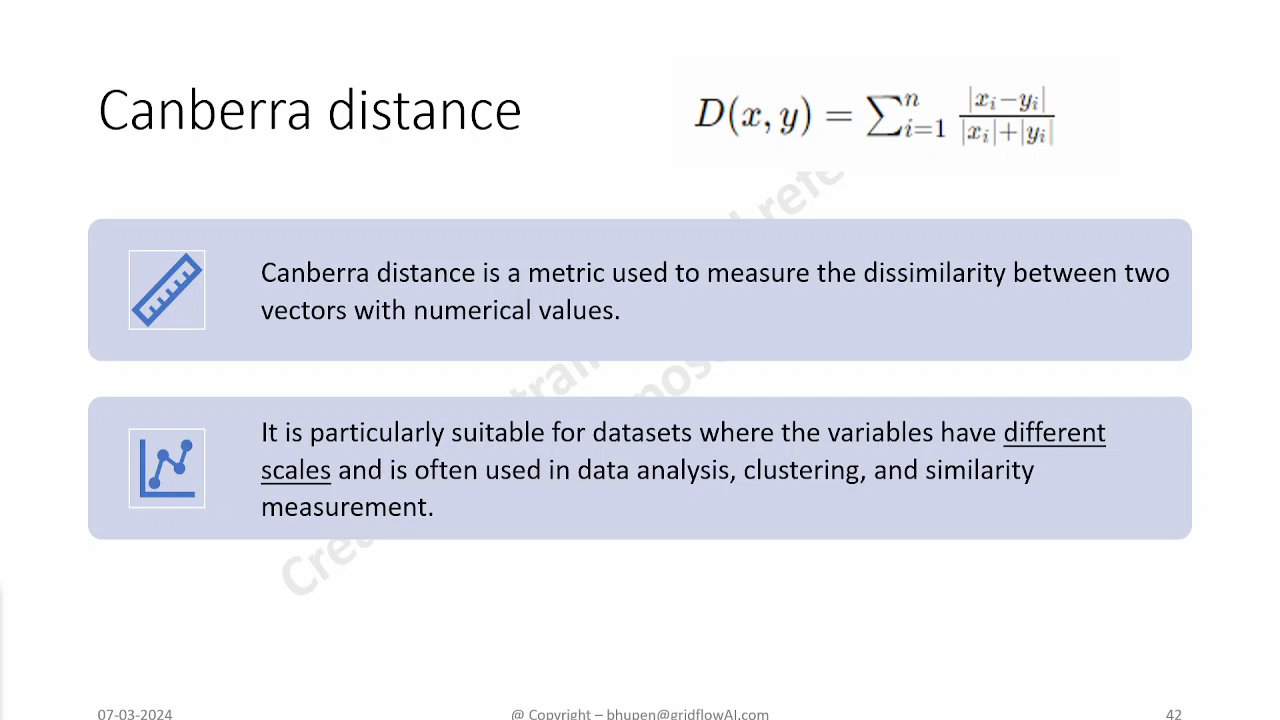 Canberra distance
D(x, y) = ∑ⁿᵢ₌₁ |xᵢ−yᵢ| / |xᵢ|+|yᵢ|
Canberra distance is a metric used to measure the dissimilarity between two
vectors with numerical values.
It is particularly suitable for datasets where the variables have different
scales and is often used in data analysis, clustering, and similarity
measurement.
07-03-2024
@ Copyright – bhupen@gridflowAI.com
42